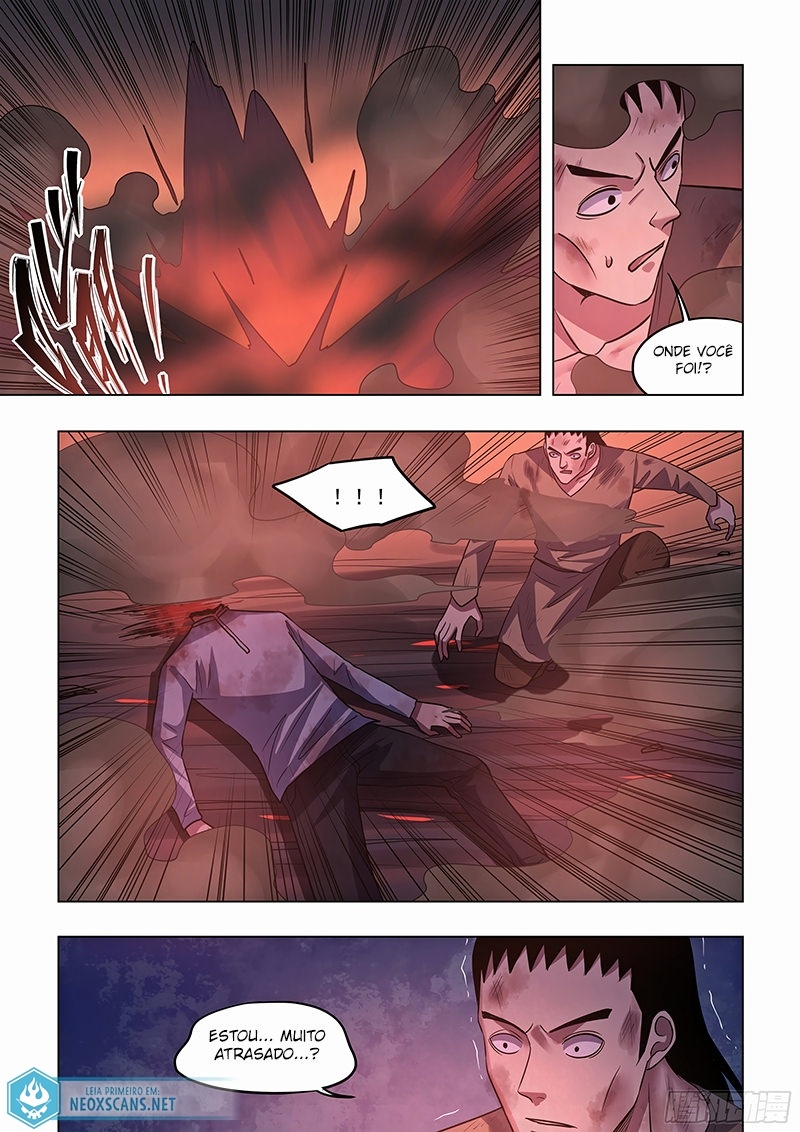 ONDE VOCÊ
FOI!?
! ! !
ESTOU... MUITO
ATRASADO...?
LEIA PRIMEIRO EM:
NEOXSCANS.NET